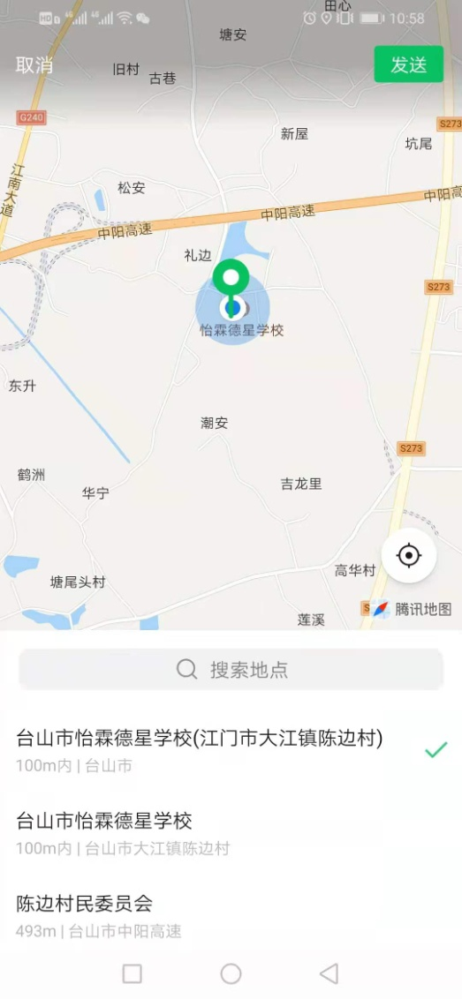 HD 4G 4G 10:58
田心
塘安
取消
发送
旧村
古巷
G240
S273
新屋
坑尾
江南大道
松安
中阳高速
中阳高速
中阳高
礼边
S273
怡霖德星学校
东升
潮安
S273
鹤洲
吉龙里
华宁
高华村
塘尾头村
腾讯地图
莲溪
搜索地点
台山市怡霖德星学校(江门市大江镇陈边村)
100m内 | 台山市
台山市怡霖德星学校
100m内 | 台山市大江镇陈边村
陈边村民委员会
493m | 台山市中阳高速